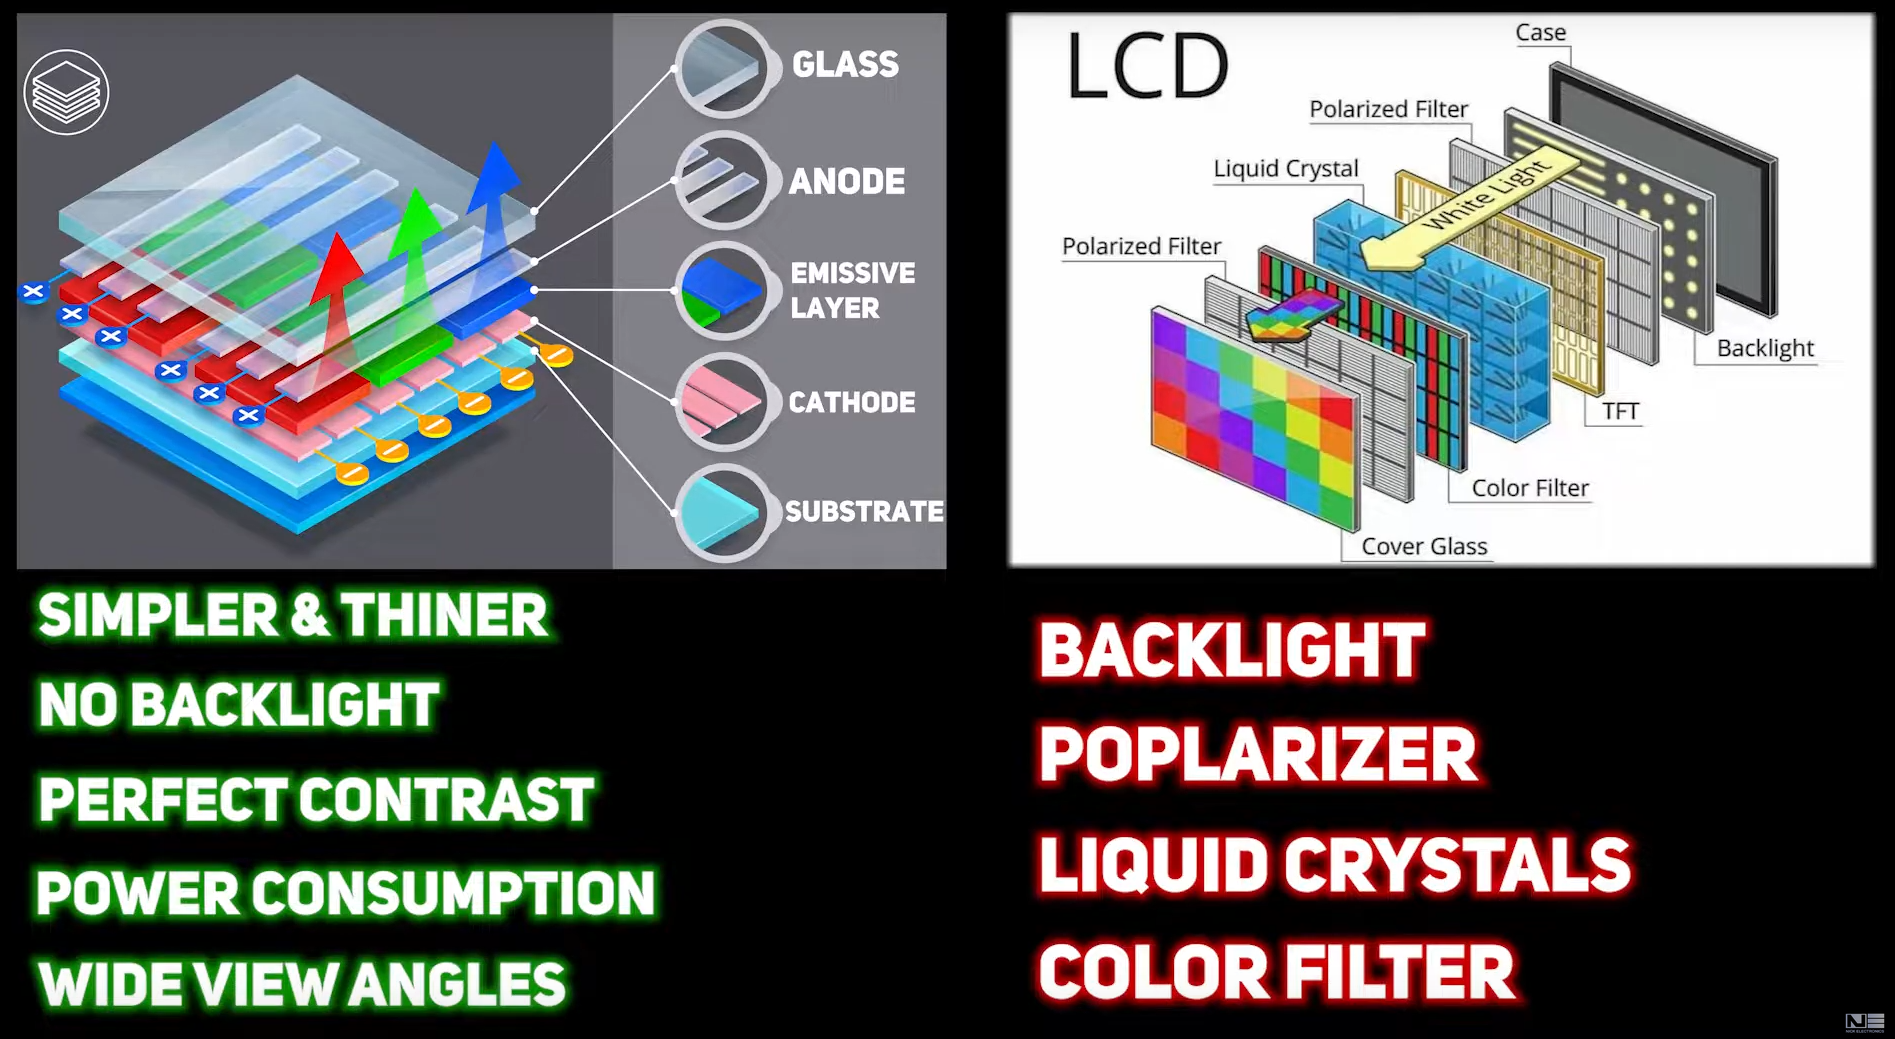 GLASS
ANODE
EMISSIVE
LAYER
CATHODE
SUBSTRATE
SIMPLER & THINER
NO BACKLIGHT
PERFECT CONTRAST
POWER CONSUMPTION
WIDE VIEW ANGLES
LCD
Case
Polarized Filter
Liquid Crystal
White Light
Polarized Filter
Backlight
TFT
Color Filter
Cover Glass
BACKLIGHT
POPLARIZER
LIQUID CRYSTALS
COLOR FILTER
NE